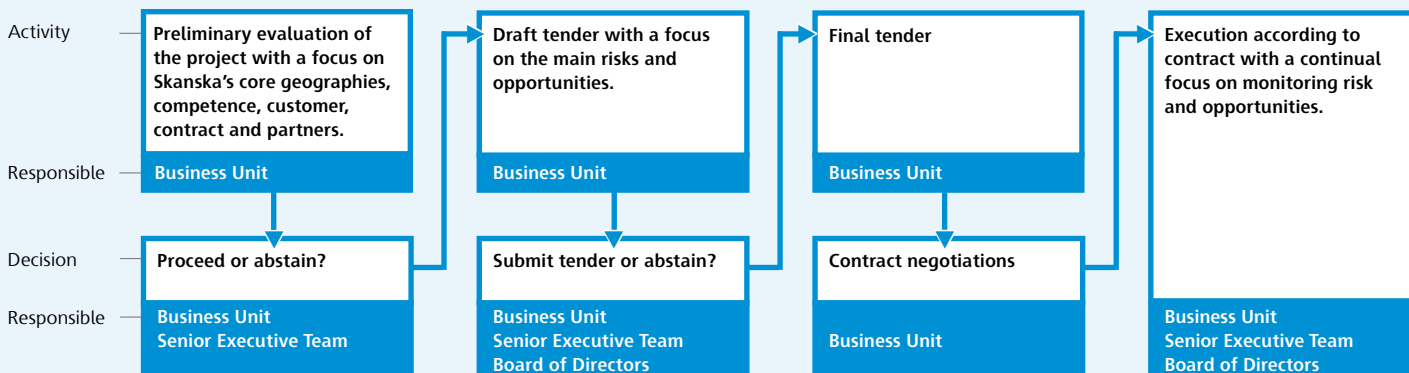 Activity
Preliminary evaluation of
the project with a focus on
Skanska's core geographies,
competence, customer,
contract and partners.
Draft tender with a focus
on the main risks and
opportunities.
Final tender
Execution according to
contract with a continual
focus on monitoring risk
and opportunities.
Responsible
Business Unit
Business Unit
Business Unit
Decision
Proceed or abstain?
Submit tender or abstain?
Contract negotiations
Responsible
Business Unit
Senior Executive Team
Business Unit
Senior Executive Team
Board of Directors
Business Unit
Business Unit
Senior Executive Team
Board of Directors